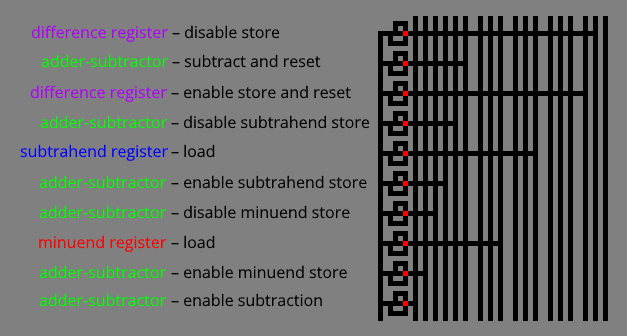 difference register – disable store
adder-subtractor – subtract and reset
difference register – enable store and reset
adder-subtractor – disable subtrahend store
subtrahend register – load
adder-subtractor – enable subtrahend store
adder-subtractor – disable minuend store
minuend register – load
adder-subtractor – enable minuend store
adder-subtractor – enable subtraction